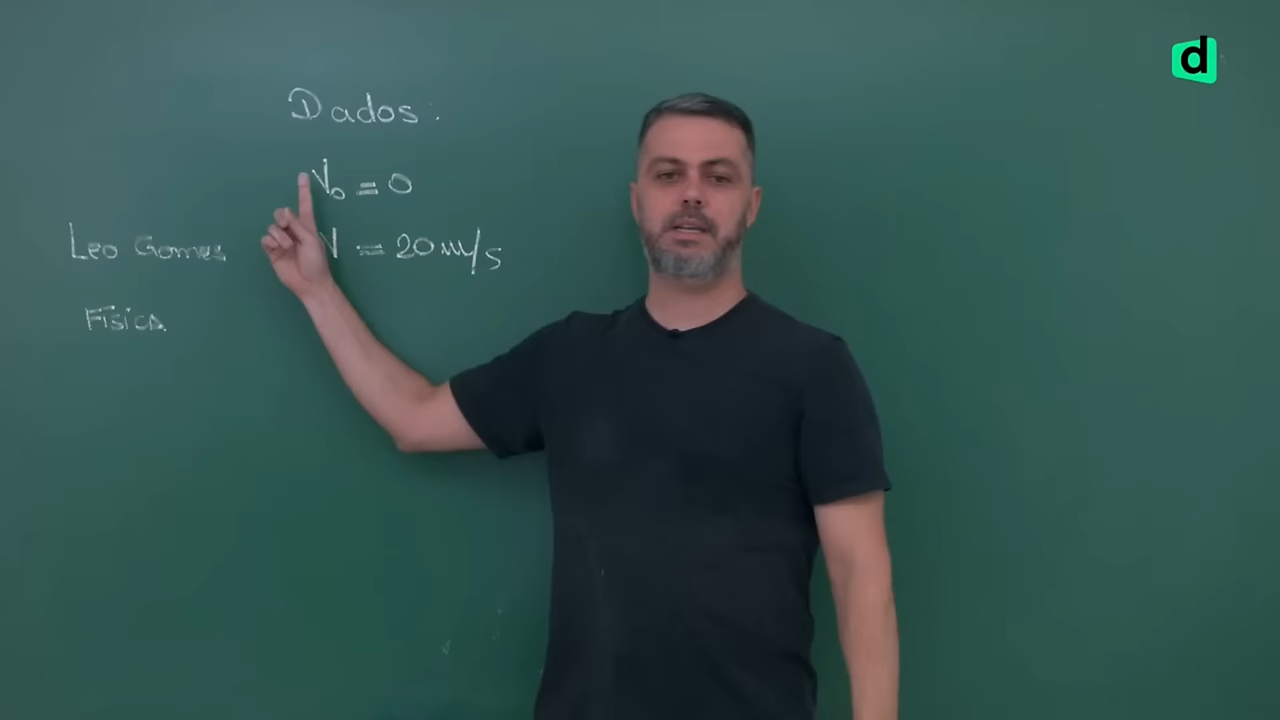 Dados:
V₀ = 0
V = 20 m/s
Leo Gomes
Física
d